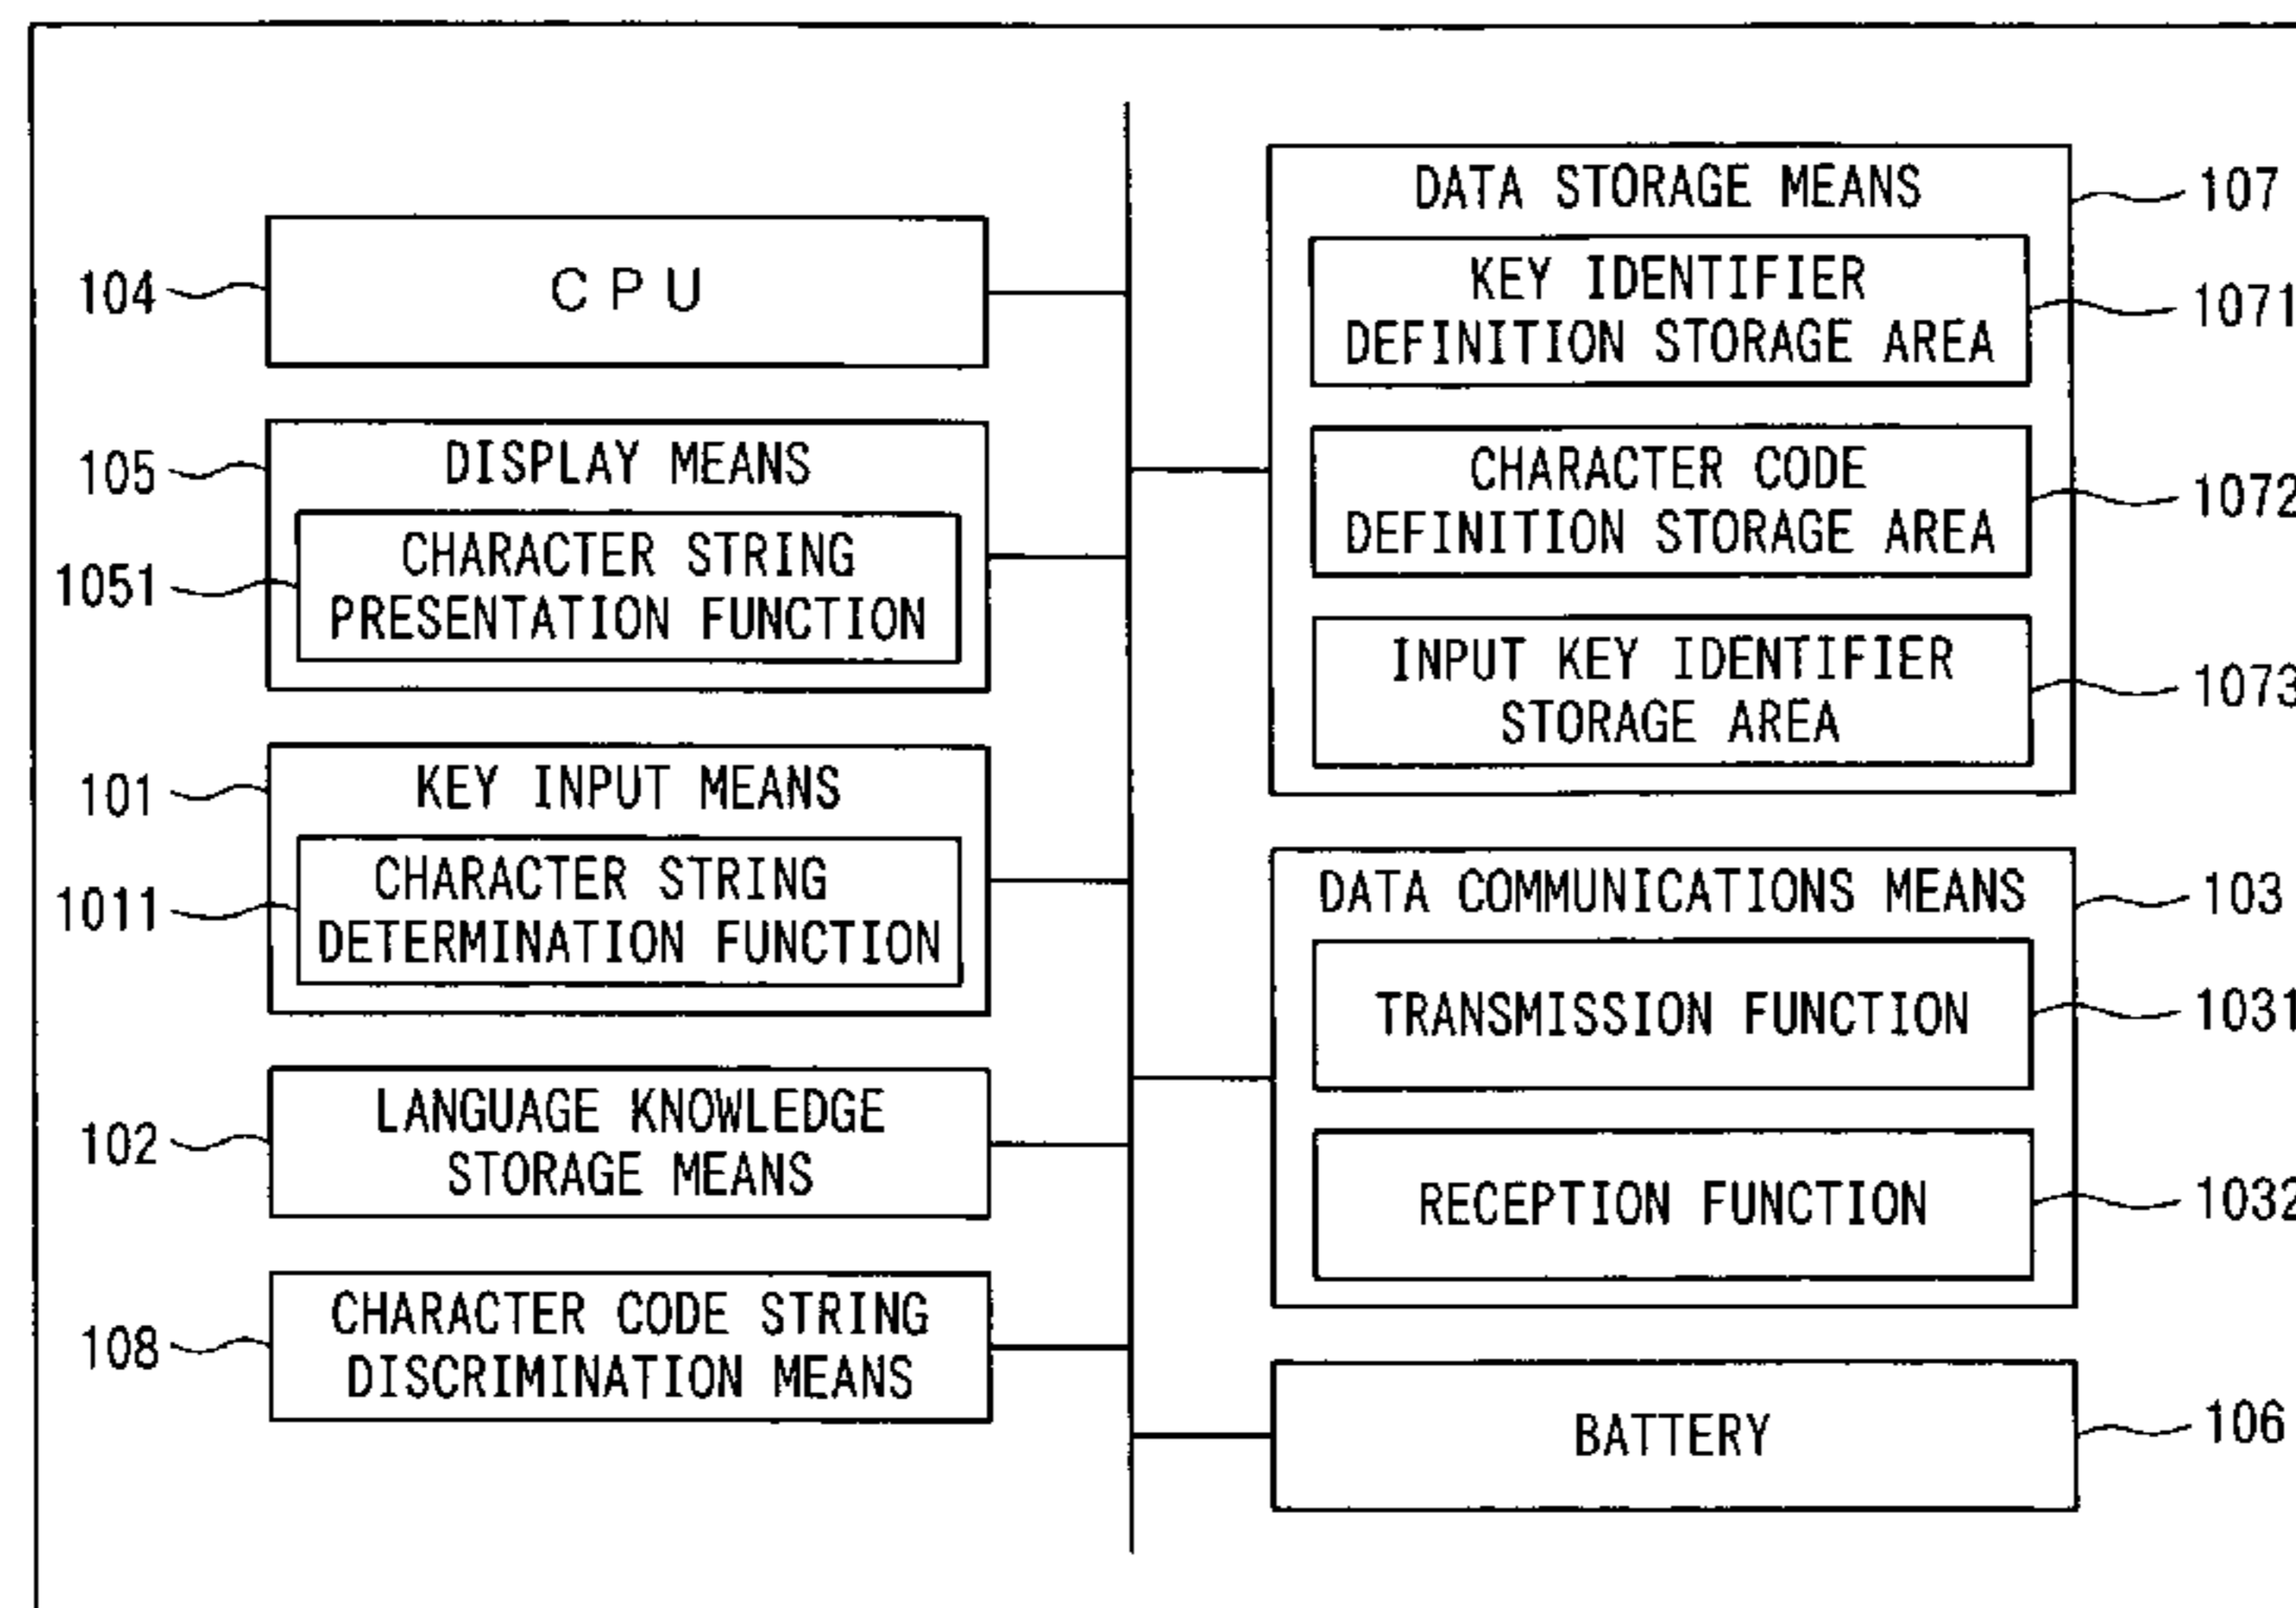 104
CPU
105
DISPLAY MEANS
1051
CHARACTER STRING
PRESENTATION FUNCTION
101
KEY INPUT MEANS
1011
CHARACTER STRING
DETERMINATION FUNCTION
102
LANGUAGE KNOWLEDGE
STORAGE MEANS
108
CHARACTER CODE STRING
DISCRIMINATION MEANS
DATA STORAGE MEANS
107
KEY IDENTIFIER
DEFINITION STORAGE AREA
1071
CHARACTER CODE
DEFINITION STORAGE AREA
1072
INPUT KEY IDENTIFIER
STORAGE AREA
1073
DATA COMMUNICATIONS MEANS
103
TRANSMISSION FUNCTION
1031
RECEPTION FUNCTION
1032
BATTERY
106